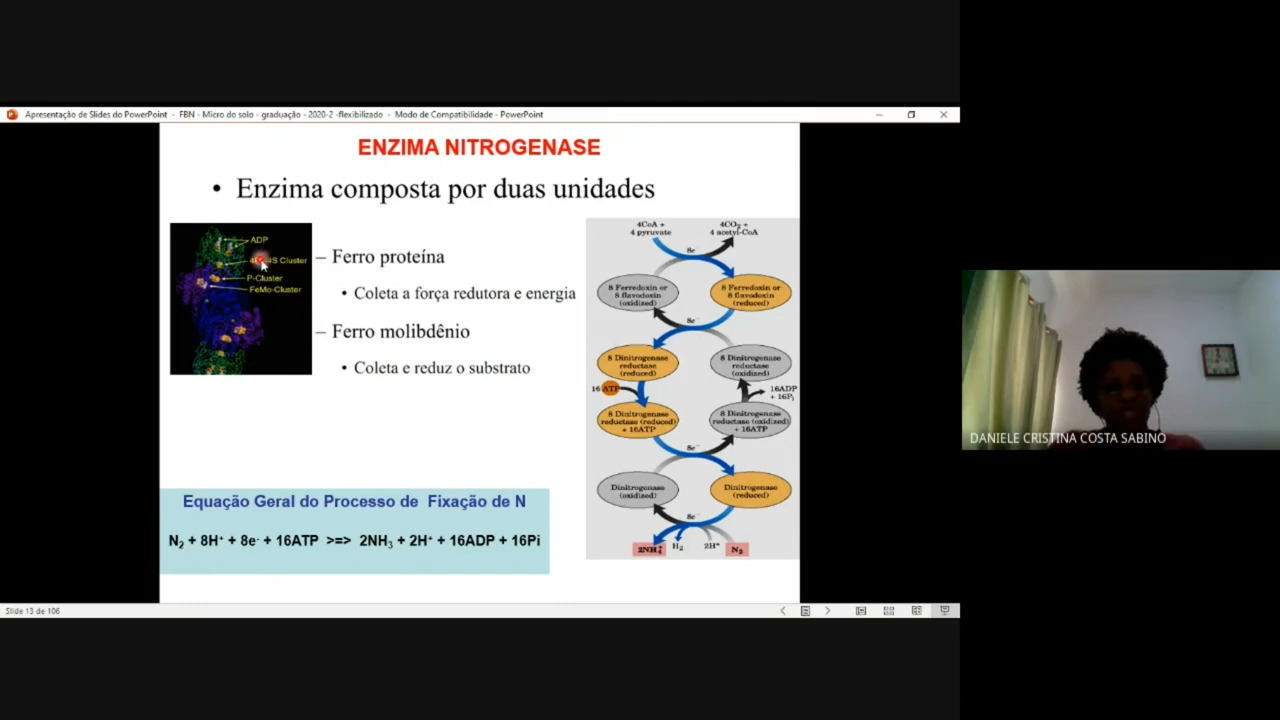 Apresentação de Slides do PowerPoint - FBN - Micro do solo - graduação - 2020-2 -flexibilizado - Modo de Compatibilidade - PowerPoint
ENZIMA NITROGENASE
• Enzima composta por duas unidades
ADP
S Cluster
P-Cluster
FeMo-Cluster
– Ferro proteína
• Coleta a força redutora e energia
– Ferro molibdênio
• Coleta e reduz o substrato
4CoA +
4 pyruvate
4CO₂ +
4 acetyl-CoA
8e⁻
8 Ferredoxin or
8 flavodoxin
(oxidized)
8 Ferredoxin or
8 flavodoxin
(reduced)
8e⁻
8 Dinitrogenase
reductase
(reduced)
8 Dinitrogenase
reductase
(oxidized)
16 ATP
16ADP
+ 16Pi
8 Dinitrogenase
reductase (reduced)
+ 16ATP
8 Dinitrogenase
reductase (oxidized)
+ 16ATP
8e⁻
Dinitrogenase
(oxidized)
Dinitrogenase
(reduced)
8e⁻
2NH₄⁺ H₂ 2H⁺ N₂
Equação Geral do Processo de Fixação de N
N₂ + 8H⁺ + 8e⁻ + 16ATP >=> 2NH₃ + 2H⁺ + 16ADP + 16Pi
DANIELE CRISTINA COSTA SABINO
Slide 13 de 106